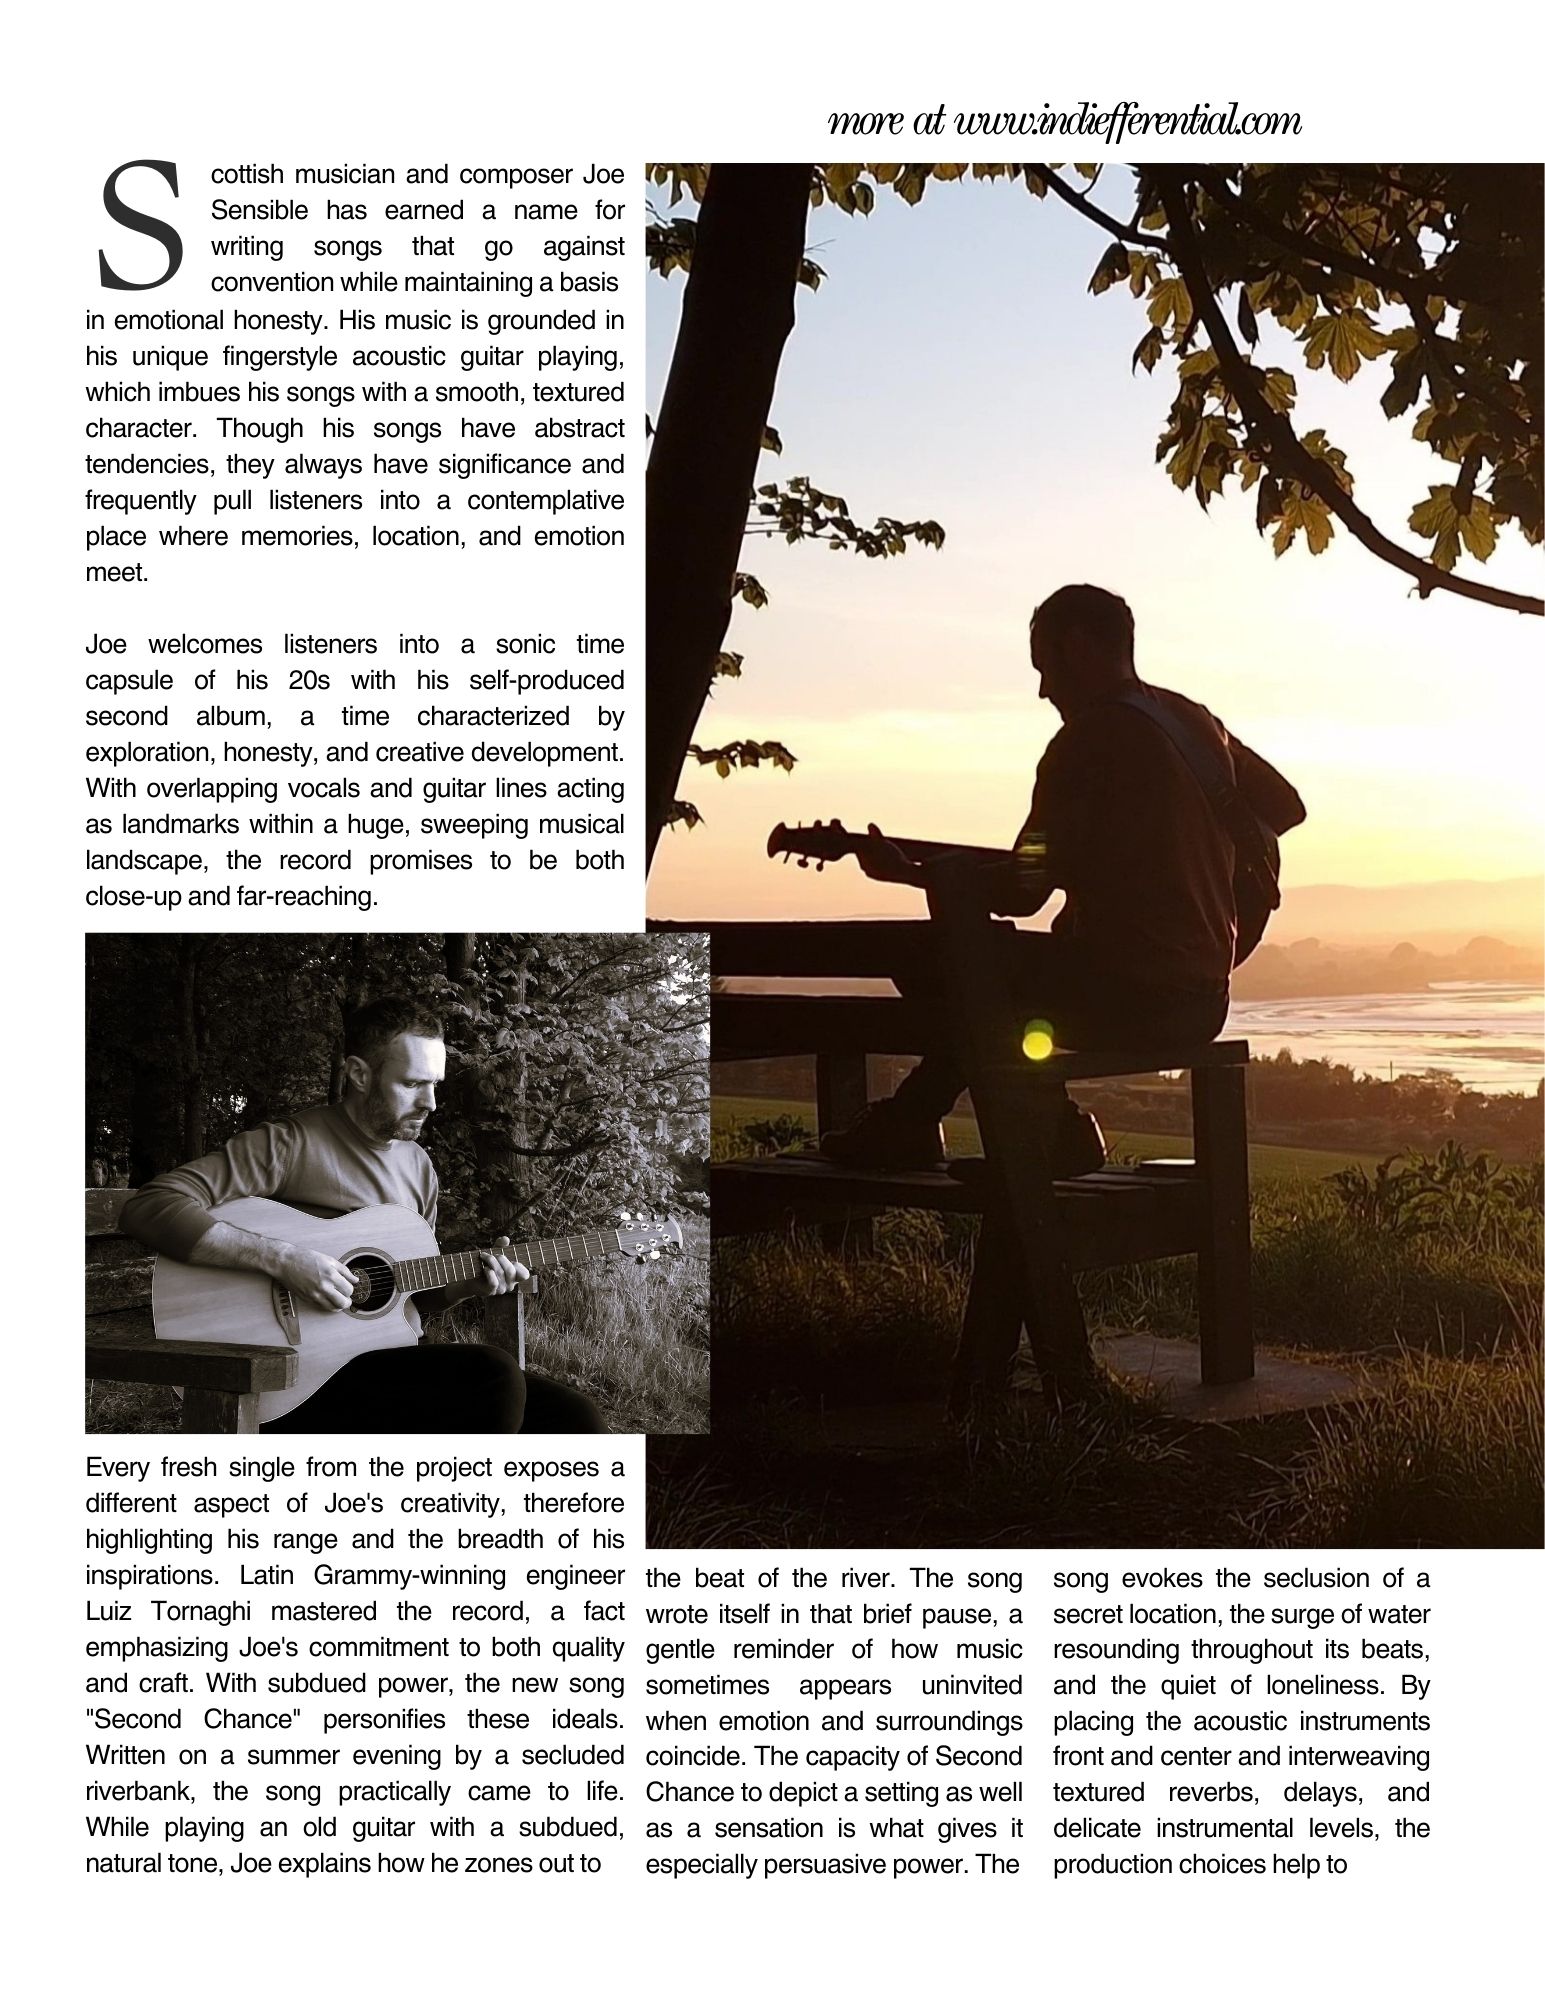 more at www.indiefferential.com
Scottish musician and composer Joe
Sensible has earned a name for
writing songs that go against
convention while maintaining a basis
in emotional honesty. His music is grounded in
his unique fingerstyle acoustic guitar playing,
which imbues his songs with a smooth, textured
character. Though his songs have abstract
tendencies, they always have significance and
frequently pull listeners into a contemplative
place where memories, location, and emotion
meet.
Joe welcomes listeners into a sonic time
capsule of his 20s with his self-produced
second album, a time characterized by
exploration, honesty, and creative development.
With overlapping vocals and guitar lines acting
as landmarks within a huge, sweeping musical
landscape, the record promises to be both
close-up and far-reaching.
Every fresh single from the project exposes a
different aspect of Joe's creativity, therefore
highlighting his range and the breadth of his
inspirations. Latin Grammy-winning engineer
Luiz Tornaghi mastered the record, a fact
emphasizing Joe's commitment to both quality
and craft. With subdued power, the new song
"Second Chance" personifies these ideals.
Written on a summer evening by a secluded
riverbank, the song practically came to life.
While playing an old guitar with a subdued,
natural tone, Joe explains how he zones out to
the beat of the river. The song
wrote itself in that brief pause, a
gentle reminder of how music
sometimes appears uninvited
when emotion and surroundings
coincide. The capacity of Second
Chance to depict a setting as well
as a sensation is what gives it
especially persuasive power. The
song evokes the seclusion of a
secret location, the surge of water
resounding throughout its beats,
and the quiet of loneliness. By
placing the acoustic instruments
front and center and interweaving
textured reverbs, delays, and
delicate instrumental levels, the
production choices help to